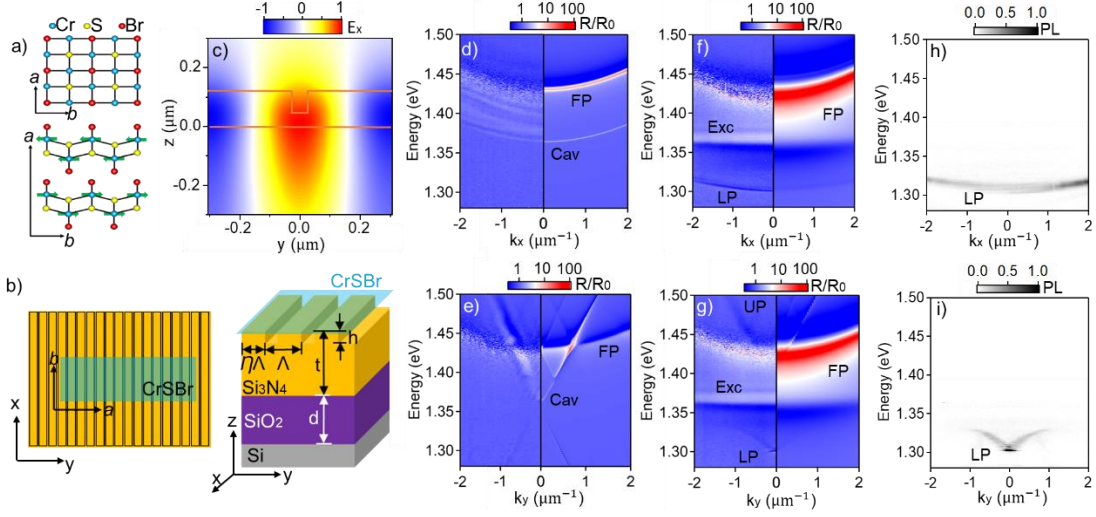 a)
Cr S Br
a
b
a
b
b)
b
a
CrSBr
x
y
CrSBr
ηΛ Λ
h
t
Si₃N₄
SiO₂
d
Si
z
x
y
c)
-1 0 1 Eₓ
z (μm)
0.2
0.0
-0.2
-0.2 0.0 0.2
y (μm)
d)
1 10 100 R/R₀
Energy (eV)
1.50
1.45
1.40
1.35
1.30
FP
Cav
-2 -1 0 1 2
kₓ (μm⁻¹)
e)
1 10 100 R/R₀
Energy (eV)
1.50
1.45
1.40
1.35
1.30
FP
Cav
-2 -1 0 1 2
kᵧ (μm⁻¹)
f)
1 10 100 R/R₀
Energy (eV)
1.50
1.45
1.40
1.35
1.30
Exc
FP
LP
-2 -1 0 1 2
kₓ (μm⁻¹)
g)
1 10 100 R/R₀
Energy (eV)
1.50
1.45
1.40
1.35
1.30
UP
Exc
FP
LP
-2 -1 0 1 2
kᵧ (μm⁻¹)
h)
0.0 1.0 PL
Energy (eV)
1.50
1.45
1.40
1.35
1.30
LP
-2 -1 0 1 2
kₓ (μm⁻¹)
i)
0.0 1.0 PL
Energy (eV)
1.50
1.45
1.40
1.35
1.30
LP
-2 -1 0 1 2
kᵧ (μm⁻¹)